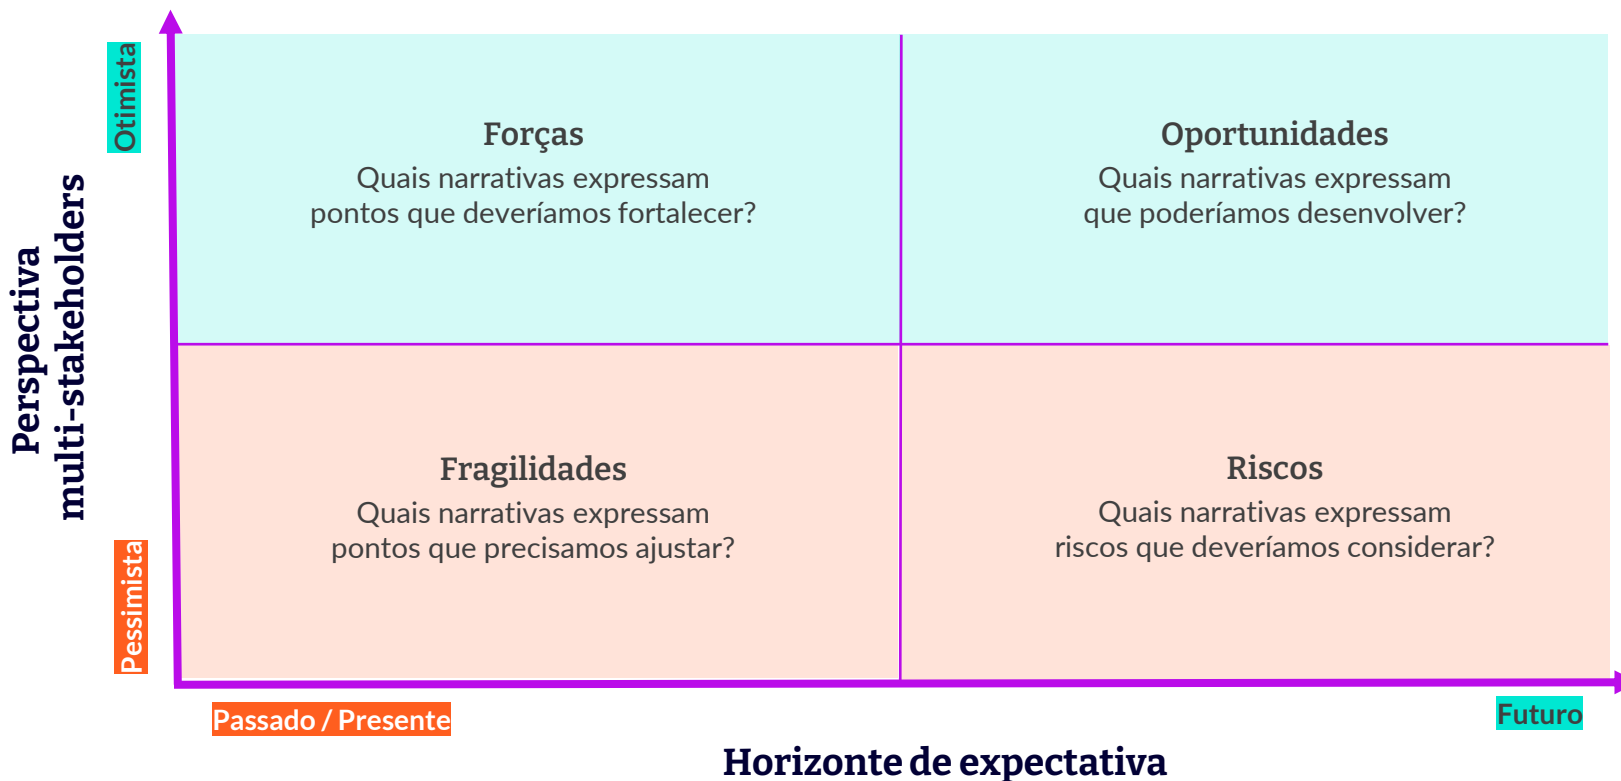 Perspectiva
multi-stakeholders
Otimista
Pessimista
Forças
Quais narrativas expressam
pontos que deveríamos fortalecer?
Oportunidades
Quais narrativas expressam
que poderíamos desenvolver?
Fragilidades
Quais narrativas expressam
pontos que precisamos ajustar?
Riscos
Quais narrativas expressam
riscos que deveríamos considerar?
Passado / Presente
Futuro
Horizonte de expectativa